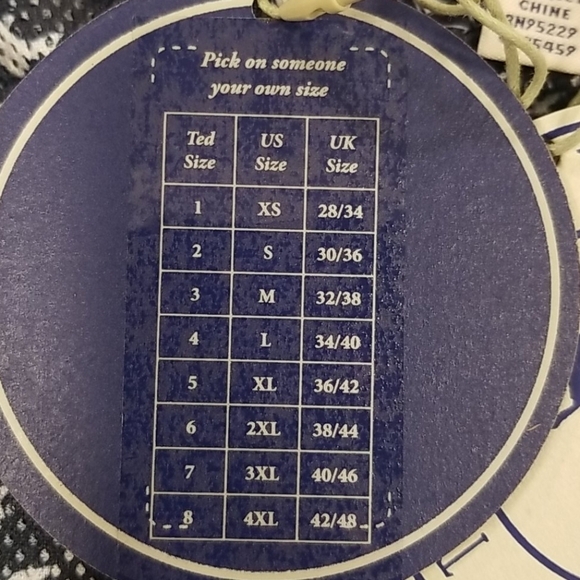 CHINE
RN95229
5459
Pick on someone
your own size
Ted Size US Size UK Size
1 XS 28/34
2 S 30/36
3 M 32/38
4 L 34/40
5 XL 36/42
6 2XL 38/44
7 3XL 40/46
8 4XL 42/48